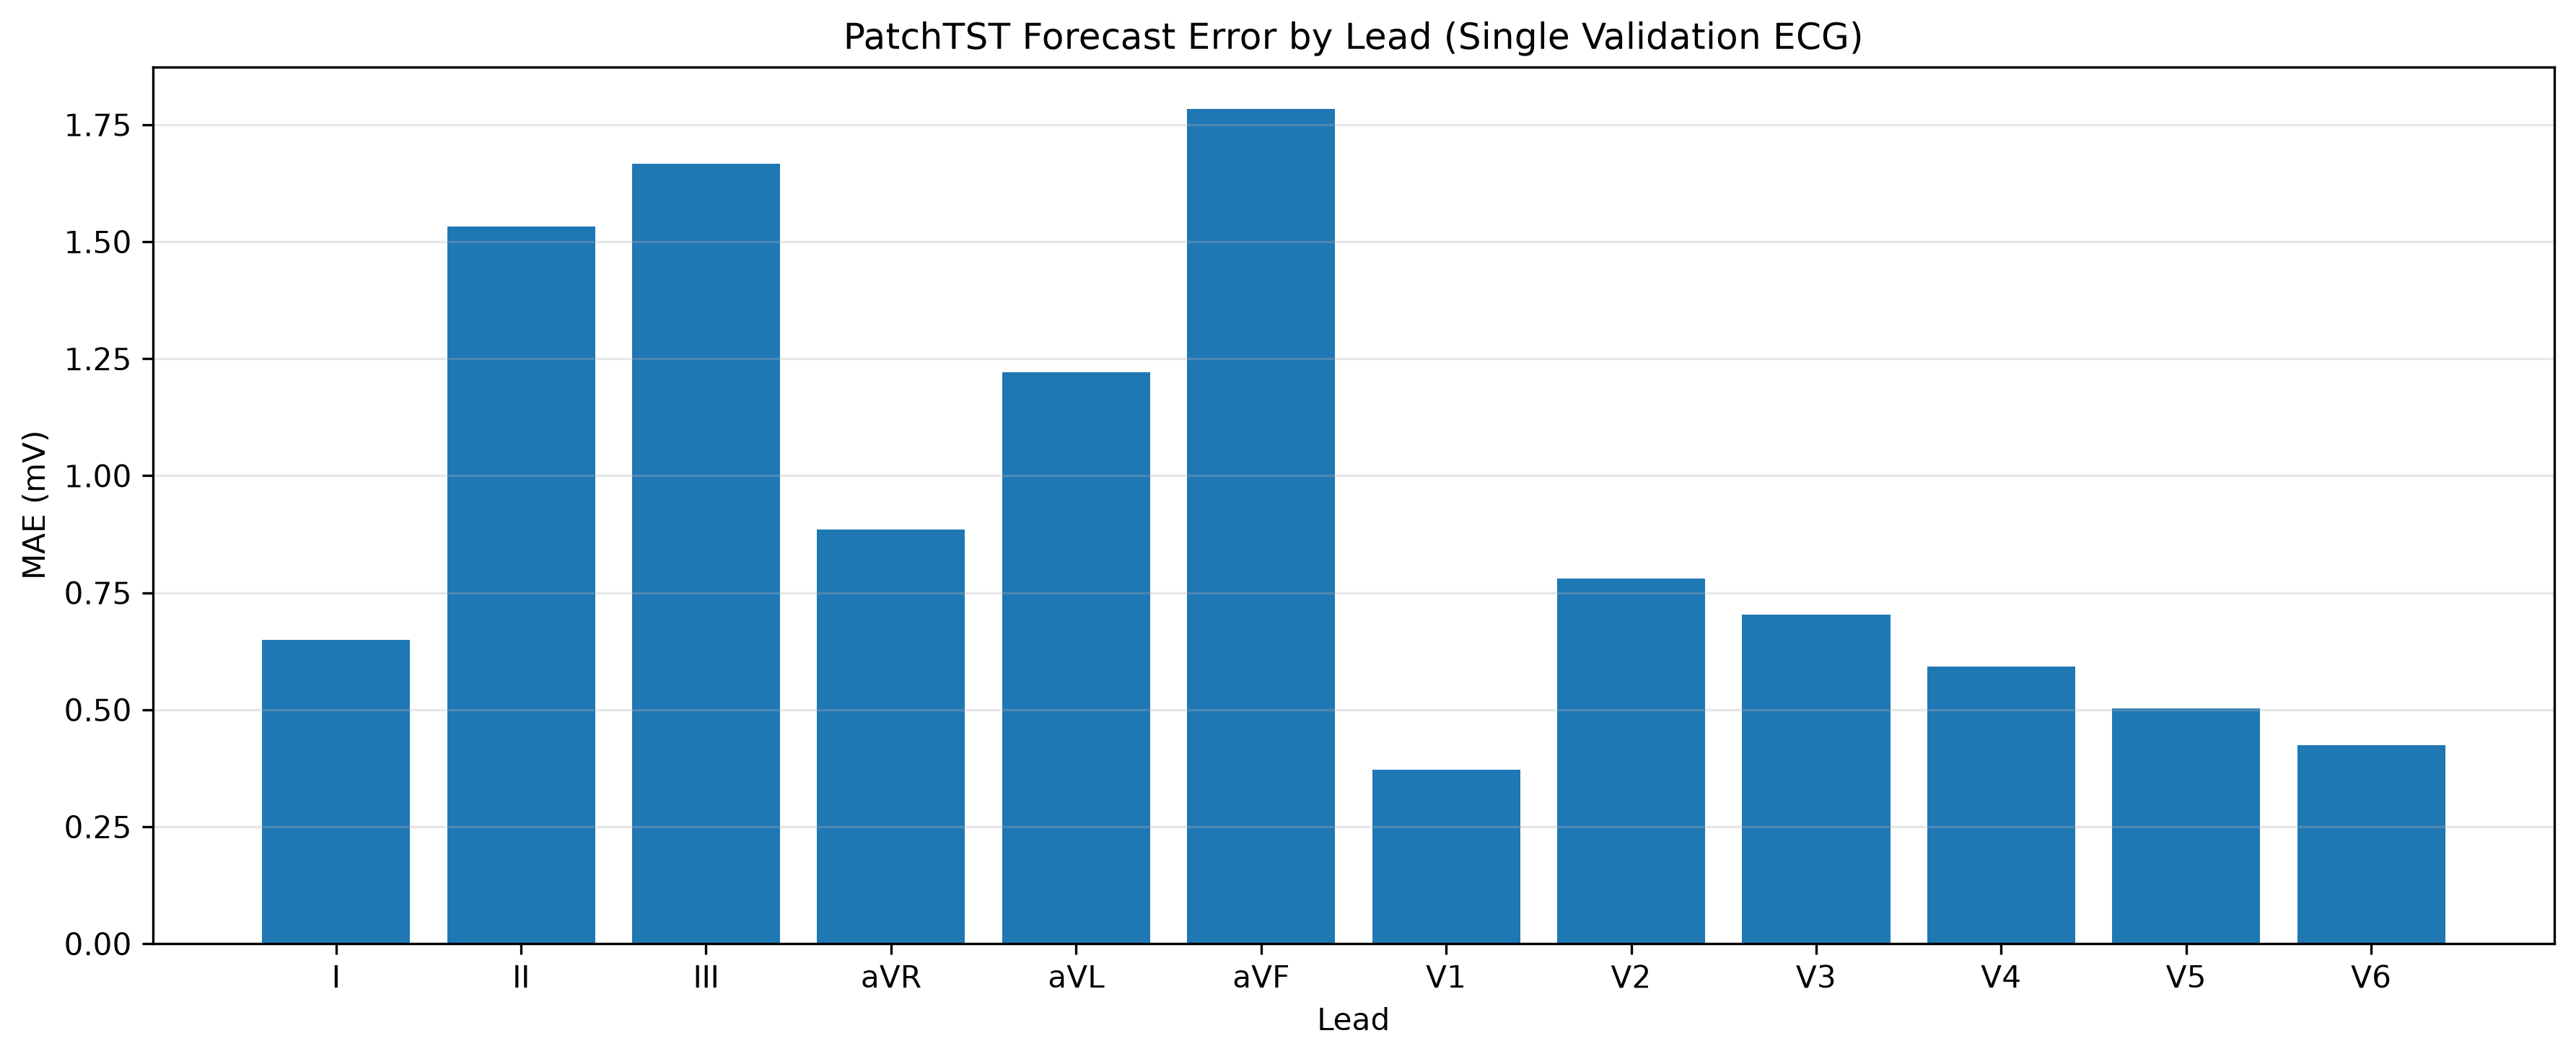 PatchTST Forecast Error by Lead (Single Validation ECG)
MAE (mV)
1.75
1.50
1.25
1.00
0.75
0.50
0.25
0.00
I II III aVR aVL aVF V1 V2 V3 V4 V5 V6
Lead